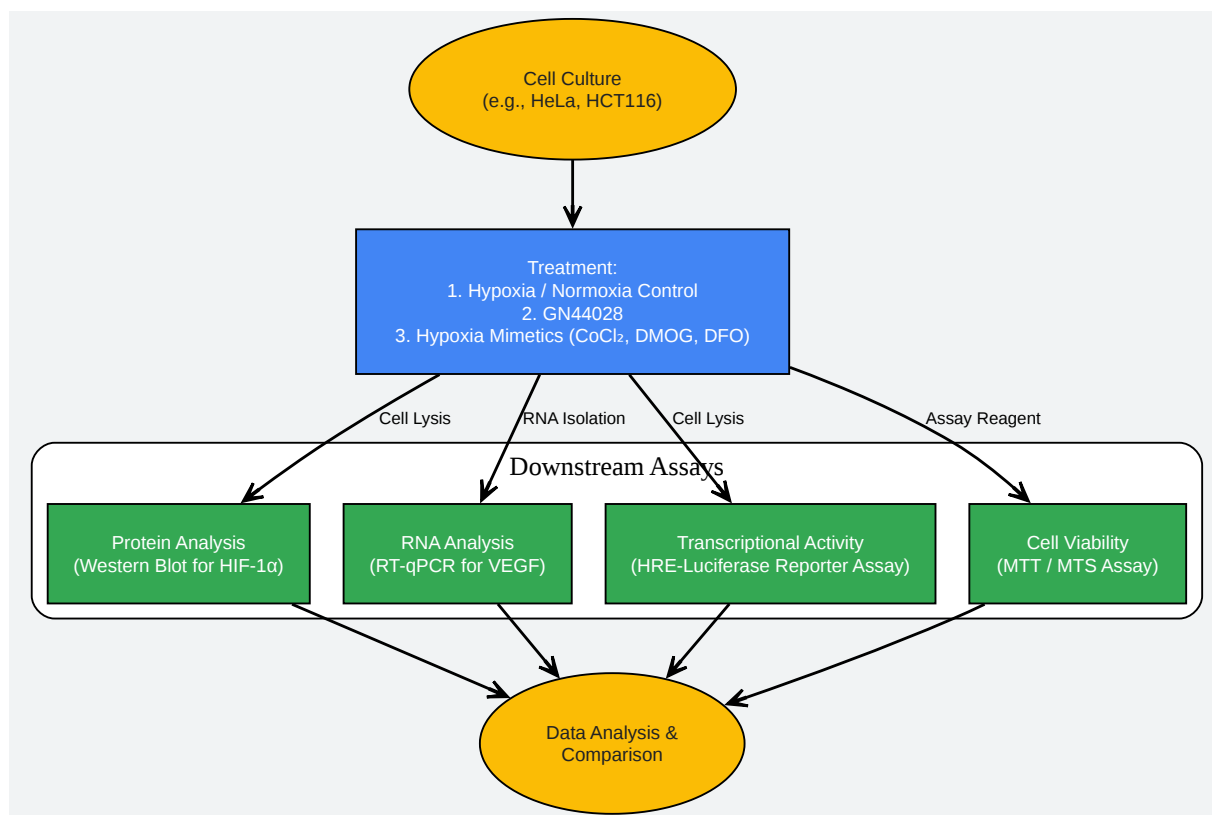 Cell Culture
(e.g., HeLa, HCT116)
Treatment:
1. Hypoxia / Normoxia Control
2. GN44028
3. Hypoxia Mimetics (CoCl₂, DMOG, DFO)
Cell Lysis
RNA Isolation
Cell Lysis
Assay Reagent
Downstream Assays
Protein Analysis
(Western Blot for HIF-1α)
RNA Analysis
(RT-qPCR for VEGF)
Transcriptional Activity
(HRE-Luciferase Reporter Assay)
Cell Viability
(MTT / MTS Assay)
Data Analysis &
Comparison